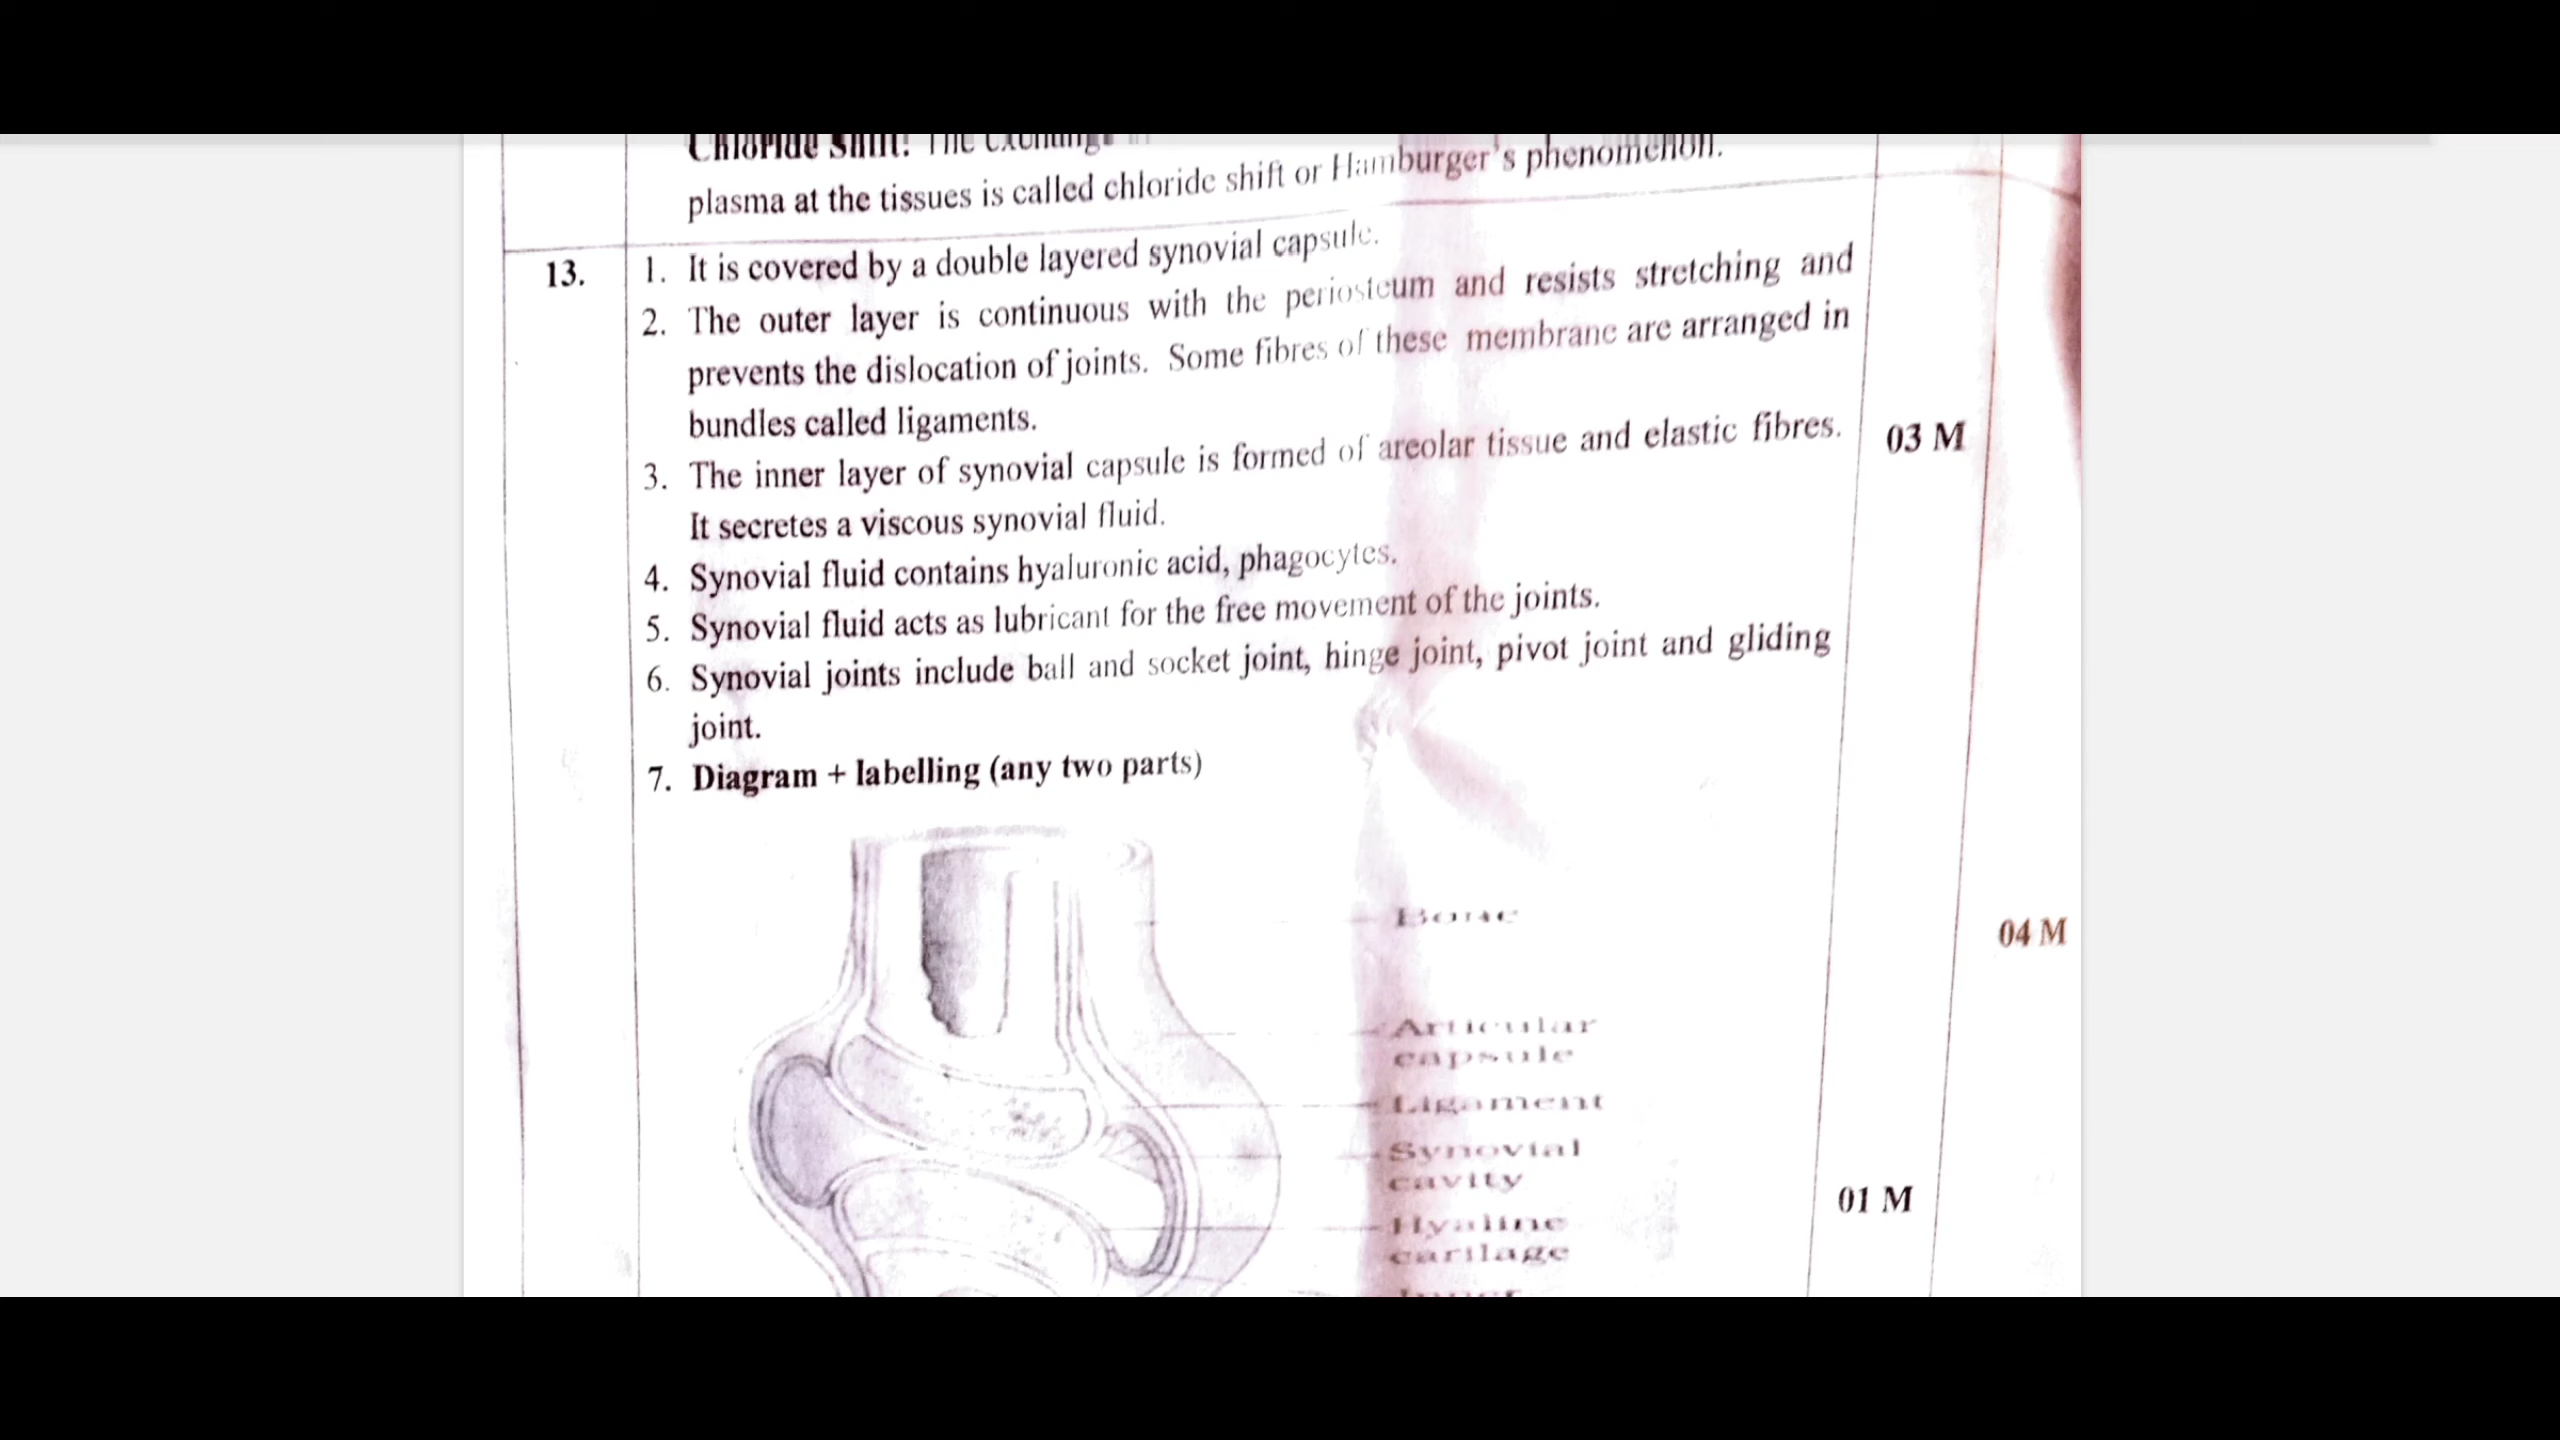 Chloride shift: The exchange
plasma at the tissues is called chloride shift or Hamburger's phenomenon.
13. 1. It is covered by a double layered synovial capsule.
2. The outer layer is continuous with the periosteum and resists stretching and
prevents the dislocation of joints. Some fibres of these membrane are arranged in
bundles called ligaments.
3. The inner layer of synovial capsule is formed of areolar tissue and elastic fibres. 03 M
It secretes a viscous synovial fluid.
4. Synovial fluid contains hyaluronic acid, phagocytes.
5. Synovial fluid acts as lubricant for the free movement of the joints.
6. Synovial joints include ball and socket joint, hinge joint, pivot joint and gliding
joint.
7. Diagram + labelling (any two parts)
Bone
04 M
Articular
capsule
Ligament
Synovial
cavity
01 M
Hyaline
carilage